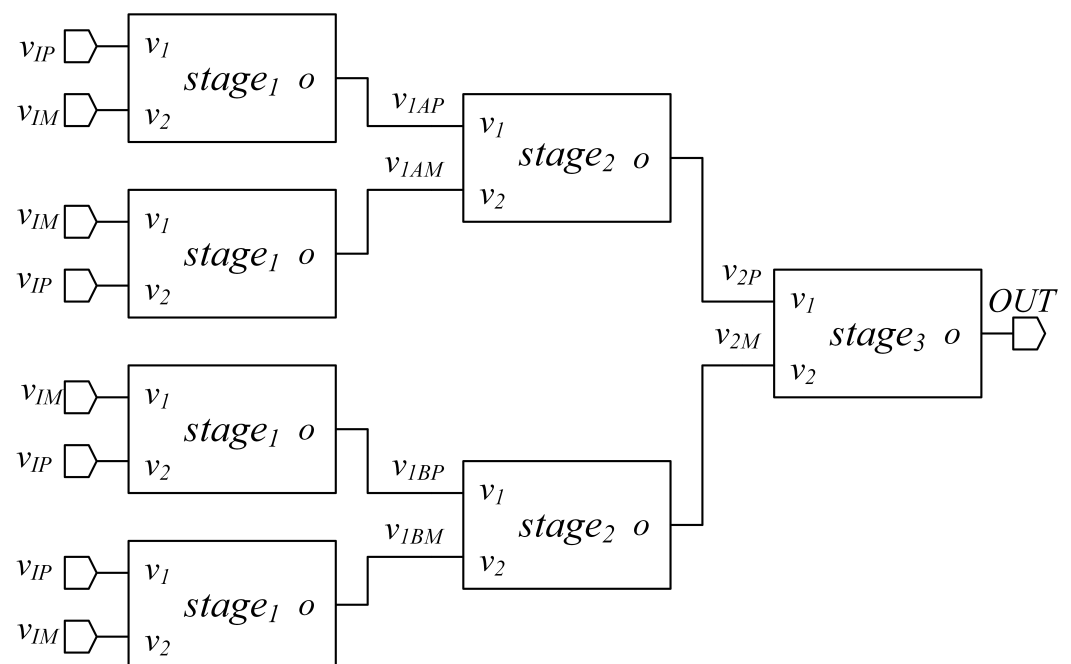 v_IP
v_1
stage_1 o
v_IM
v_2
v_1AP
v_1
stage_2 o
v_1AM
v_2
v_IM
v_1
stage_1 o
v_IP
v_2
v_2P
OUT
v_1
stage_3 o
v_2M
v_2
v_IM
v_1
stage_1 o
v_IP
v_2
v_1BP
v_1
stage_2 o
v_1BM
v_2
v_IP
v_1
stage_1 o
v_IM
v_2